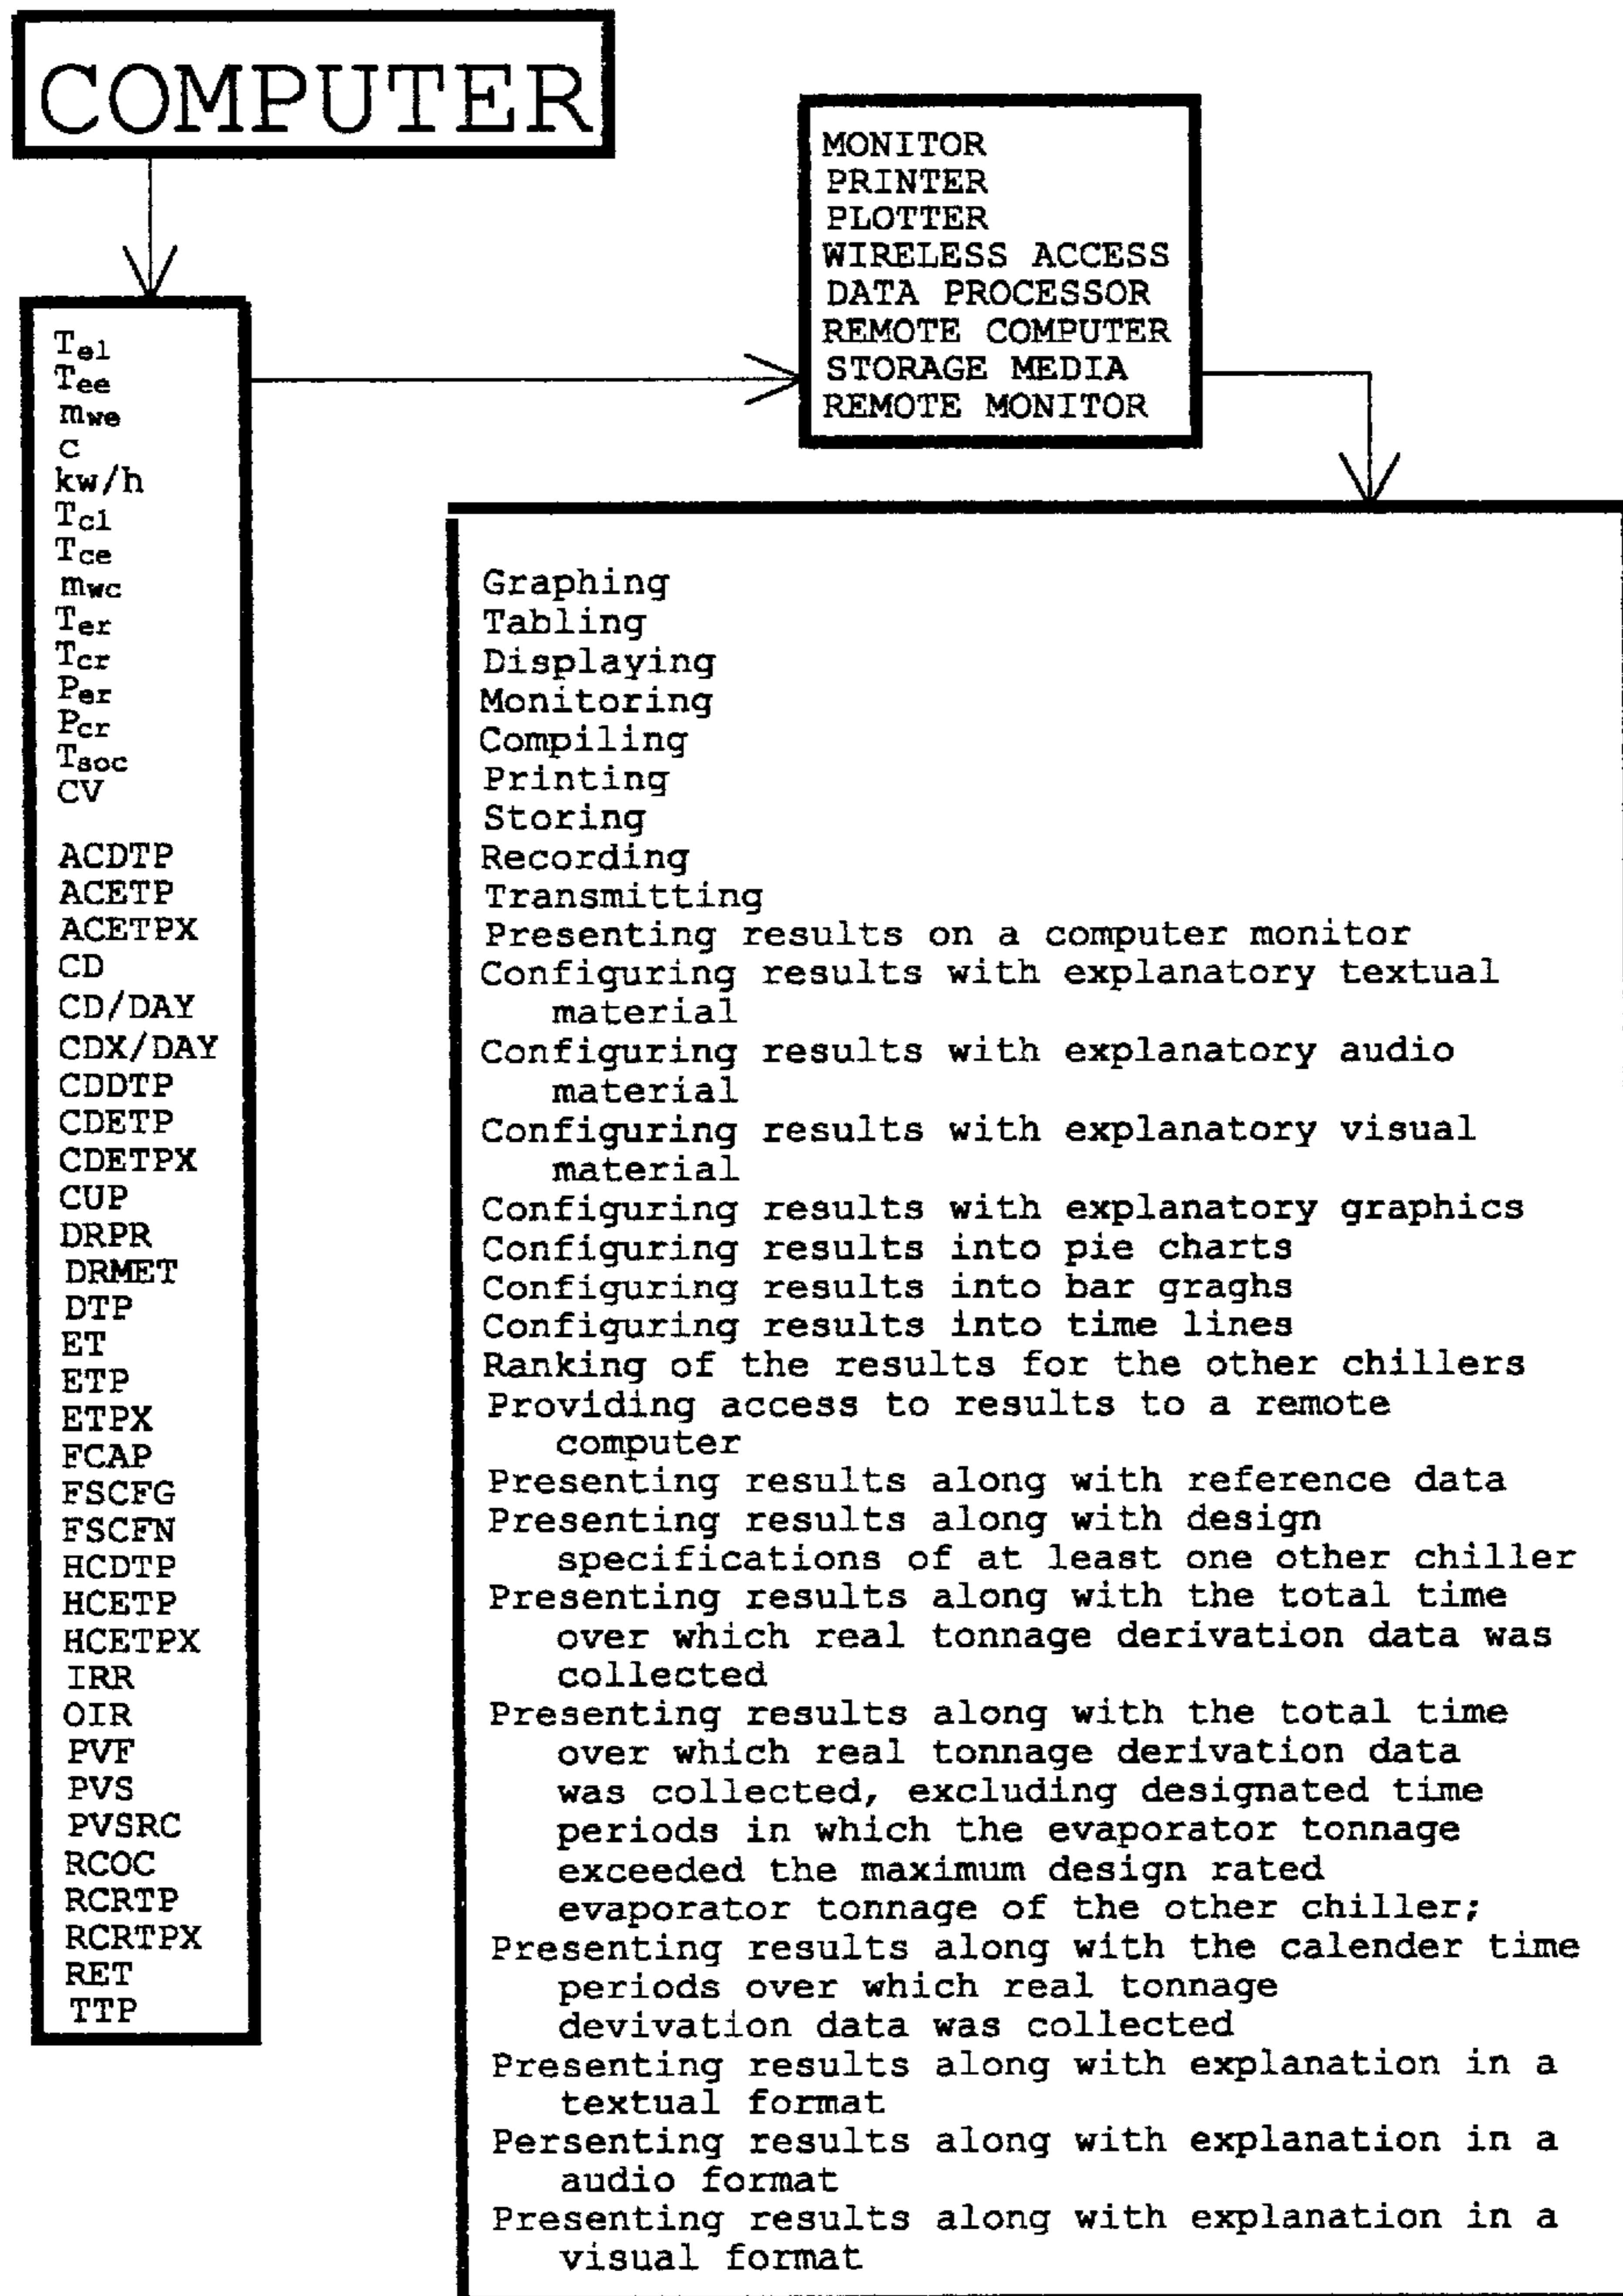 COMPUTER
MONITOR
PRINTER
PLOTTER
WIRELESS ACCESS
DATA PROCESSOR
REMOTE COMPUTER
STORAGE MEDIA
REMOTE MONITOR
Tel
Tee
mwe
c
kw/h
Tcl
Tce
mwc
Ter
Tcr
Per
Pcr
Tsoc
CV
ACDTP
ACETP
ACETPX
CD
CD/DAY
CDX/DAY
CDDTP
CDETP
CDETPX
CUP
DRPR
DRMET
DTP
ET
ETP
ETPX
FCAP
FSCFG
FSCFN
HCDTP
HCETP
HCETPX
IRR
OIR
PVF
PVS
PVSRC
RCOC
RCRTP
RCRTPX
RET
TTP
Graphing
Tabling
Displaying
Monitoring
Compiling
Printing
Storing
Recording
Transmitting
Presenting results on a computer monitor
Configuring results with explanatory textual
material
Configuring results with explanatory audio
material
Configuring results with explanatory visual
material
Configuring results with explanatory graphics
Configuring results into pie charts
Configuring results into bar graghs
Configuring results into time lines
Ranking of the results for the other chillers
Providing access to results to a remote
computer
Presenting results along with reference data
Presenting results along with design
specifications of at least one other chiller
Presenting results along with the total time
over which real tonnage derivation data was
collected
Presenting results along with the total time
over which real tonnage derivation data
was collected, excluding designated time
periods in which the evaporator tonnage
exceeded the maximum design rated
evaporator tonnage of the other chiller;
Presenting results along with the calender time
periods over which real tonnage
devivation data was collected
Presenting results along with explanation in a
textual format
Persenting results along with explanation in a
audio format
Presenting results along with explanation in a
visual format